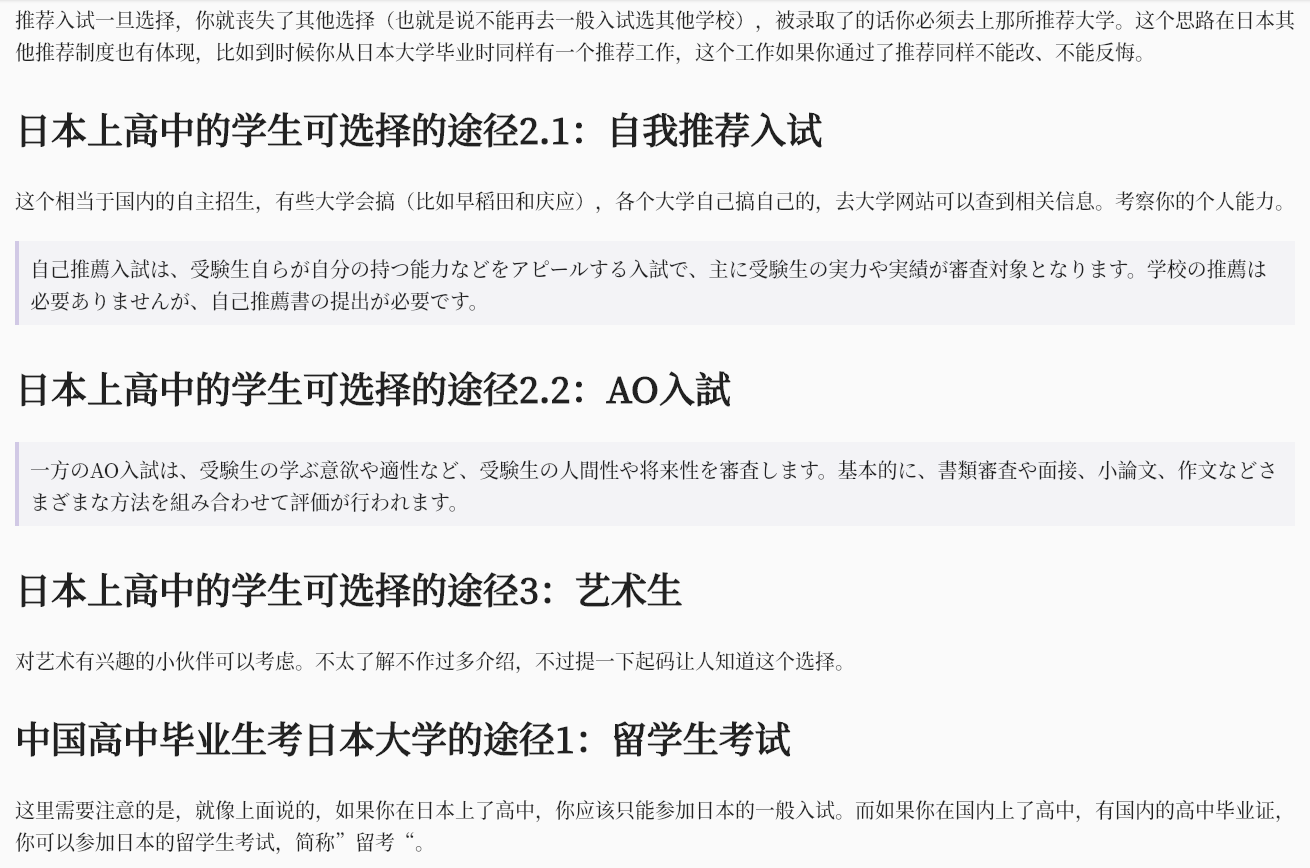 推荐入试一旦选择，你就丧失了其他选择（也就是说不能再去一般入试选其他学校），被录取了的话你必须去上那所推荐大学。这个思路在日本其
他推荐制度也有体现，比如到时候你从日本大学毕业时同样有一个推荐工作，这个工作如果你通过了推荐同样不能改、不能反悔。
日本上高中的学生可选择的途径2.1：自我推荐入试
这个相当于国内的自主招生，有些大学会搞（比如早稻田和庆应），各个大学自己搞自己的，去大学网站可以查到相关信息。考察你的个人能力。
自己推薦入試は、受験生自らが自分の持つ能力などをアピールする入試で、主に受験生の実力や実績が審査対象となります。学校の推薦は
必要ありませんが、自己推薦書の提出が必要です。
日本上高中的学生可选择的途径2.2：AO入試
一方のAO入試は、受験生の学ぶ意欲や適性など、受験生の人間性や将来性を審査します。基本的に、書類審査や面接、小論文、作文などさ
まざまな方法を組み合わせて評価が行われます。
日本上高中的学生可选择的途径3：艺术生
对艺术有兴趣的小伙伴可以考虑。不太了解不作过多介绍，不过提一下起码让人知道这个选择。
中国高中毕业生考日本大学的途径1：留学生考试
这里需要注意的是，就像上面说的，如果你在日本上了高中，你应该只能参加日本的一般入试。而如果你在国内上了高中，有国内的高中毕业证，
你可以参加日本的留学生考试，简称”留考“。